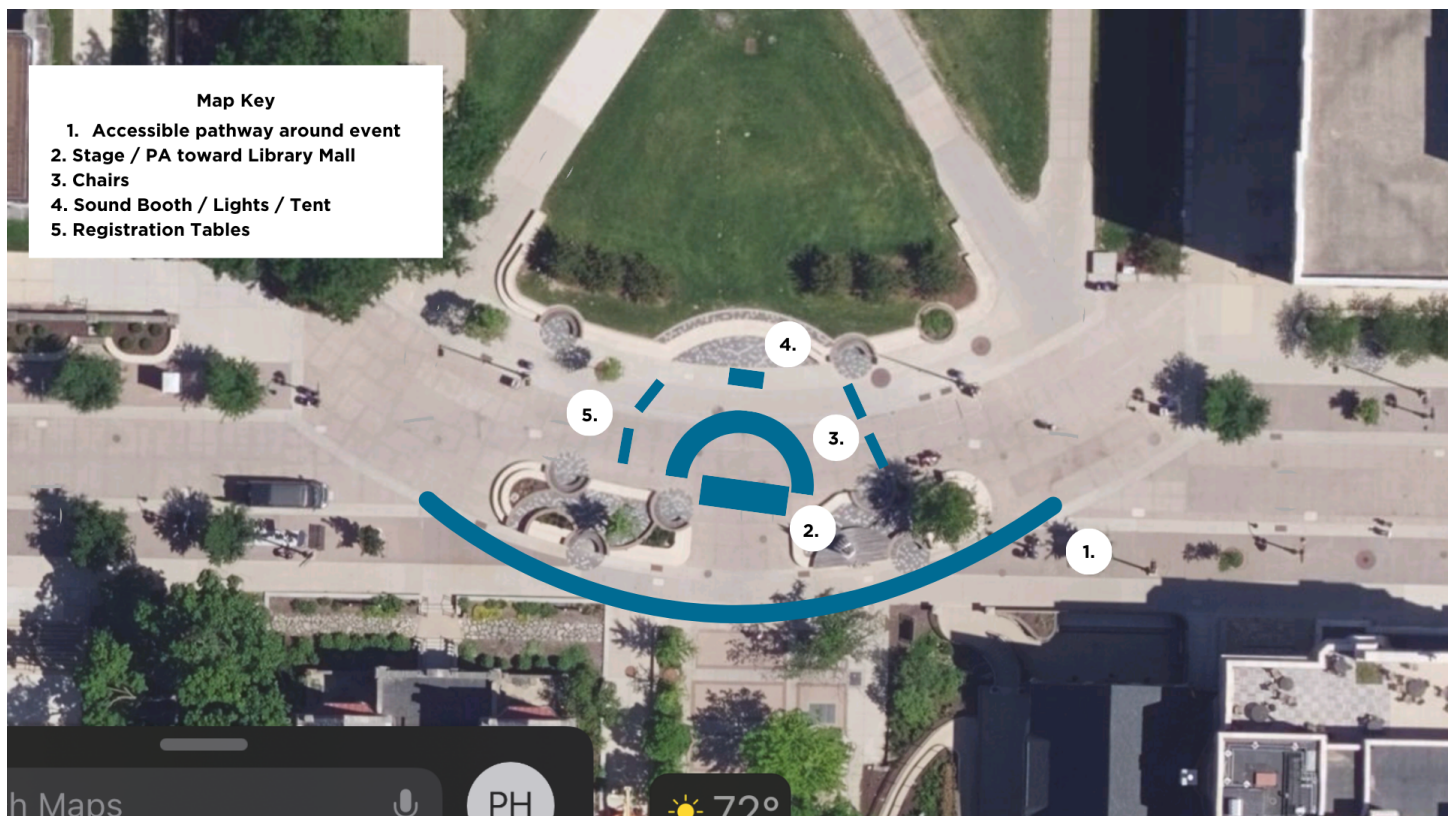 Map Key
1. Accessible pathway around event
2. Stage / PA toward Library Mall
3. Chairs
4. Sound Booth / Lights / Tent
5. Registration Tables
4.
5.
3.
2.
1.
h Maps
PH
72°